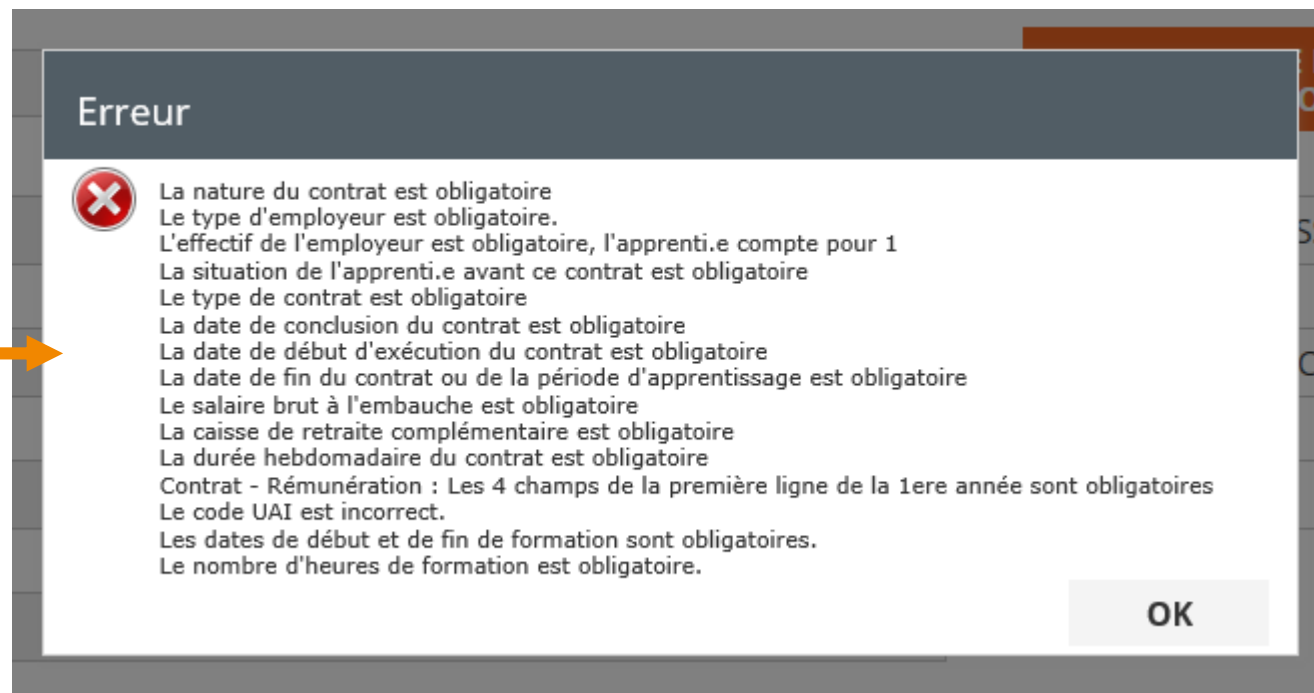 Erreur
La nature du contrat est obligatoire
Le type d'employeur est obligatoire.
L'effectif de l'employeur est obligatoire, l'apprenti.e compte pour 1
La situation de l'apprenti.e avant ce contrat est obligatoire
Le type de contrat est obligatoire
La date de conclusion du contrat est obligatoire
La date de début d'exécution du contrat est obligatoire
La date de fin du contrat ou de la période d'apprentissage est obligatoire
Le salaire brut à l'embauche est obligatoire
La caisse de retraite complémentaire est obligatoire
La durée hebdomadaire du contrat est obligatoire
Contrat - Rémunération : Les 4 champs de la première ligne de la 1ere année sont obligatoires
Le code UAI est incorrect.
Les dates de début et de fin de formation sont obligatoires.
Le nombre d'heures de formation est obligatoire.
OK